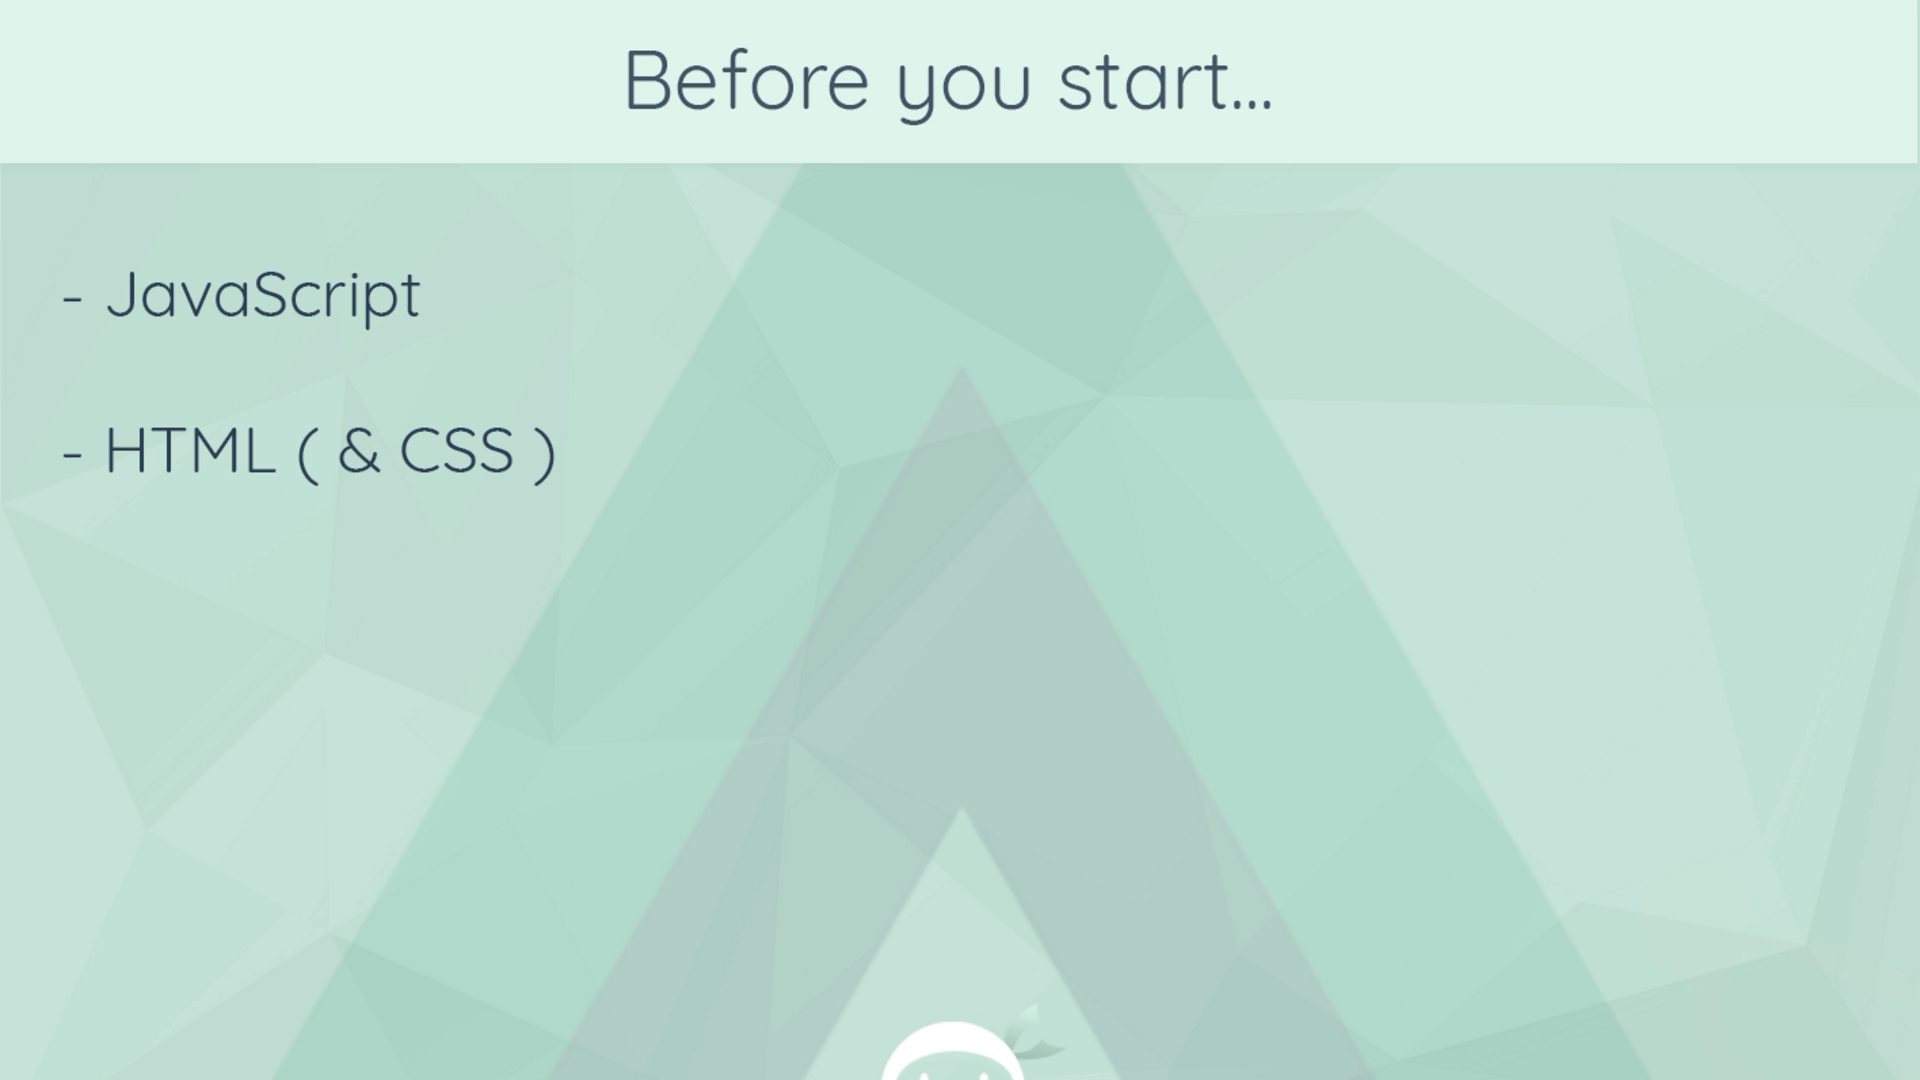 Before you start...
- JavaScript
- HTML ( & CSS )